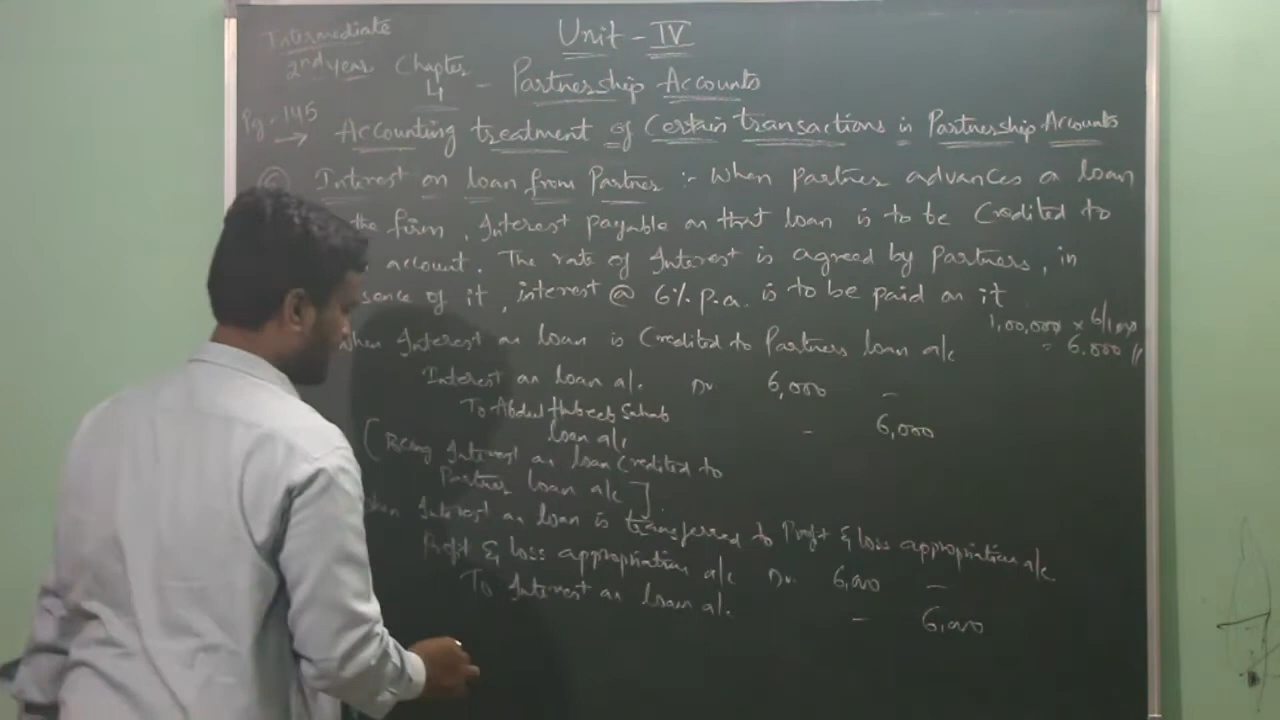 Intermediate
2nd year
Unit - IV
Chapter 4 - Partnership Accounts
Pg - 145
→ Accounting treatment of Certain transactions in Partnership Accounts
Interest on loan from Partner :- When partner advances a loan
the firm, Interest payable on that loan is to be Credited to
account. The rate of Interest is agreed by partners, in
sence of it, interest @ 6% p.a. is to be paid on it
1,00,000 × 6/100
= 6,000 //
When Interest on loan is Credited to Partners loan a/c
Interest on loan a/c. Dr 6,000 -
To Abdul Sahab
loan a/c - 6,000
[Being Interest on loan Credited to
Partner loan a/c]
When Interest on loan is transferred to Profit & loss appropriation a/c
Profit & loss appropriation a/c Dr. 6,000 -
To Interest on loan a/c. - 6,000